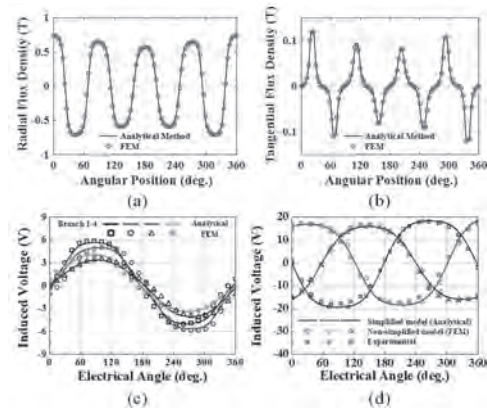 Radial Flux Density (T)
1
0.5
0
-0.5
-1
Analytical Method
FEM
0 60 120 180 240 300 360
Angular Position (deg.)
(a)
Tangential Flux Density (T)
0.1
0
-0.1
Analytical Method
FEM
0 60 120 180 240 300 360
Angular Position (deg.)
(b)
Induced Voltage (V)
9
6
3
0
-3
-6
-9
Branch 1-4
Analytical
FEM
0 60 120 180 240 300 360
Electrical Angle (deg.)
(c)
Induced Voltage (V)
20
10
0
-10
-20
-30
-40
Simplified model (Analytical)
Non-simplified model (FEM)
Experimental
0 60 120 180 240 300 360
Electrical Angle (deg.)
(d)